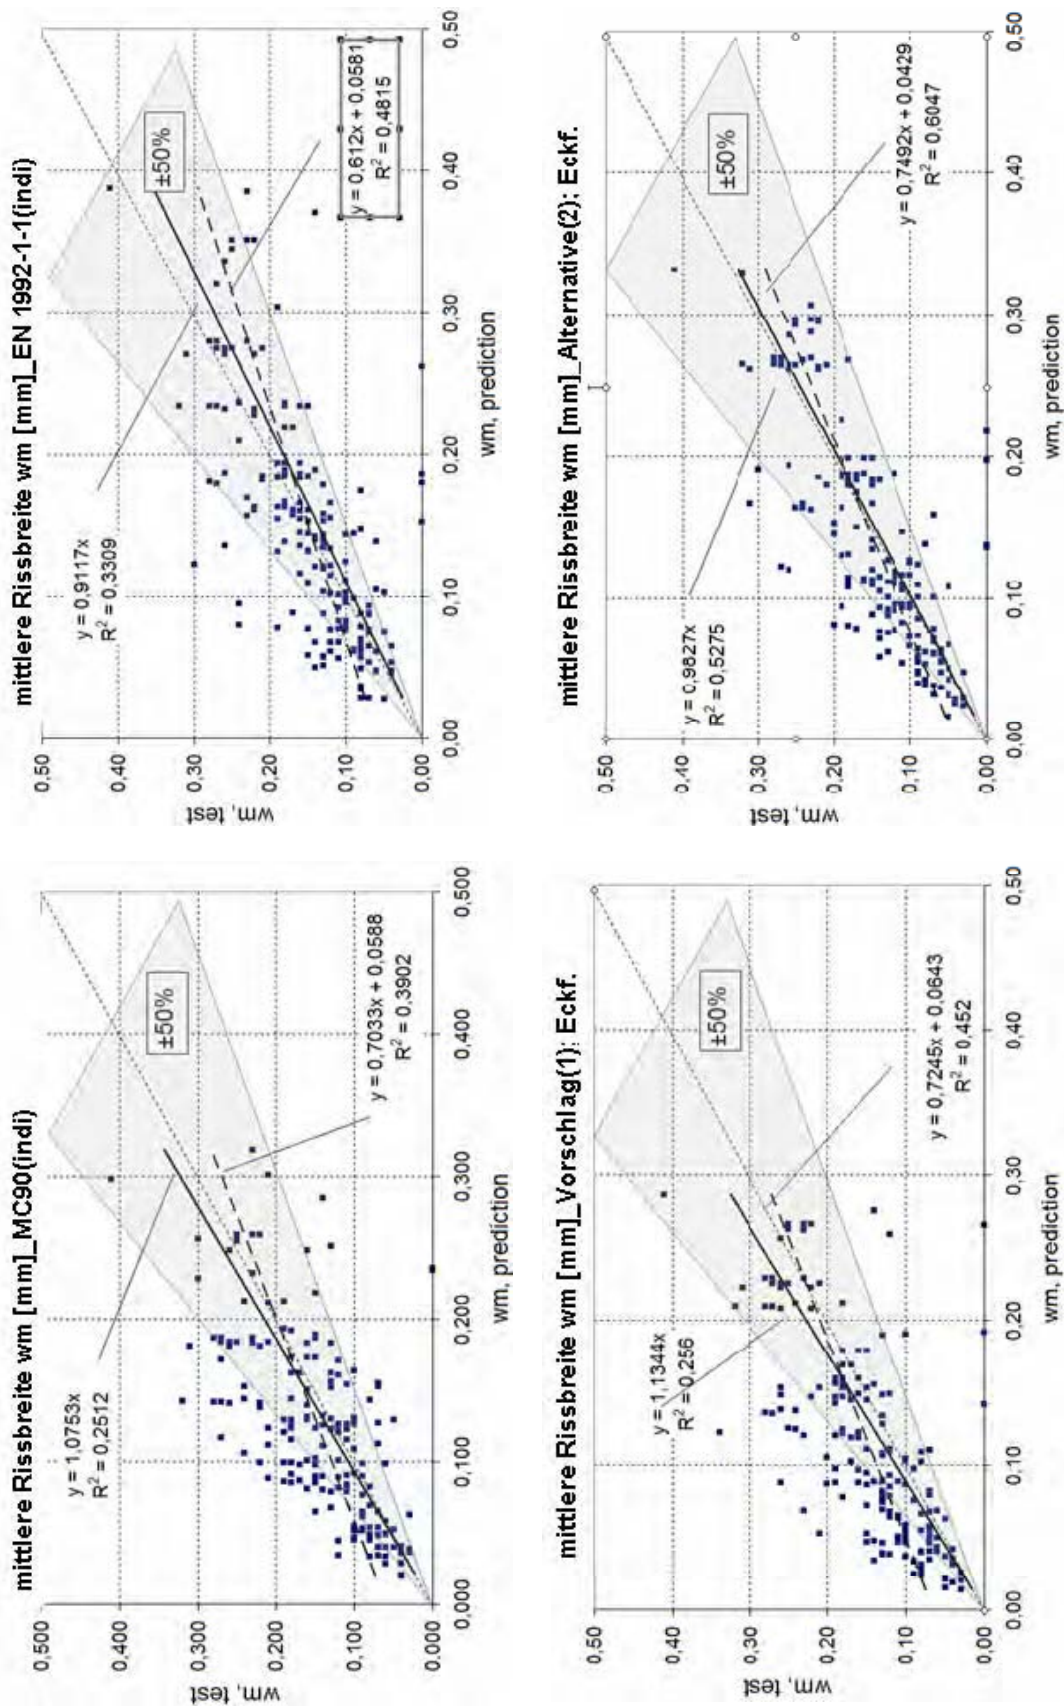 mittlere Rissbreite wm [mm]_MC90(indi)
0,500
0,400
0,300
0,200
0,100
0,000
wm, test
0,000
0,100
0,200
0,300
0,400
0,500
wm, prediction
y = 1,0753x
R² = 0,2512
±50%
y = 0,7033x + 0,0588
R² = 0,3902
mittlere Rissbreite wm [mm]_EN 1992-1-1(indi)
0,50
0,40
0,30
0,20
0,10
0,00
wm, test
0,00
0,10
0,20
0,30
0,40
0,50
wm, prediction
y = 0,9117x
R² = 0,3309
±50%
y = 0,612x + 0,0581
R² = 0,4815
mittlere Rissbreite wm [mm]_Vorschlag(1): Eckf.
0,50
0,40
0,30
0,20
0,10
0,00
wm, test
0,00
0,10
0,20
0,30
0,40
0,50
wm, prediction
y = 1,1344x
R² = 0,256
±50%
y = 0,7245x + 0,0643
R² = 0,452
mittlere Rissbreite wm [mm]_Alternative(2): Eckf.
0,50
0,40
0,30
0,20
0,10
0,00
wm, test
0,00
0,10
0,20
0,30
0,40
0,50
wm, prediction
y = 0,9827x
R² = 0,5275
±50%
y = 0,7492x + 0,0429
R² = 0,6047